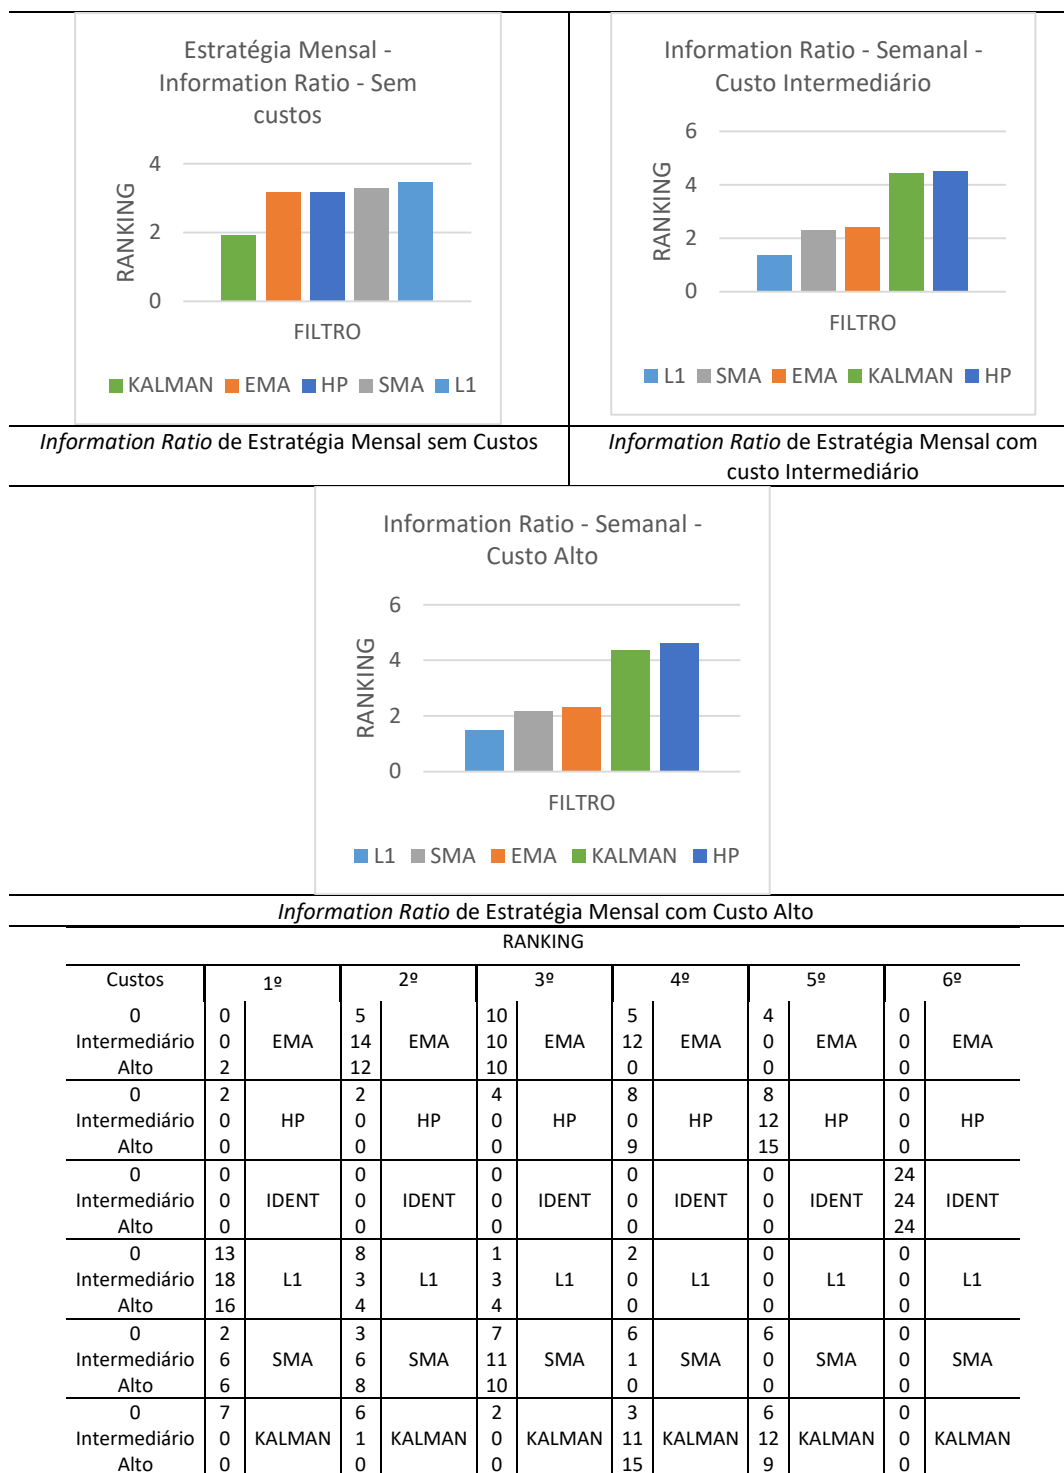 Estratégia Mensal -
Information Ratio - Sem
custos
4
2
0
RANKING
FILTRO
KALMAN EMA HP SMA L1
Information Ratio - Semanal -
Custo Intermediário
6
4
2
0
RANKING
FILTRO
L1 SMA EMA KALMAN HP
Information Ratio de Estratégia Mensal sem Custos
Information Ratio de Estratégia Mensal com
custo Intermediário
Information Ratio - Semanal -
Custo Alto
6
4
2
0
RANKING
FILTRO
L1 SMA EMA KALMAN HP
Information Ratio de Estratégia Mensal com Custo Alto
RANKING
Custos 1º 2º 3º 4º 5º 6º
0 0 5 10 5 4 0
Intermediário 0 EMA 14 EMA 10 EMA 12 EMA 0 EMA 0 EMA
Alto 2 12 10 0 0 0
0 2 2 4 8 8 0
Intermediário 0 HP 0 HP 0 HP 0 HP 12 HP 0 HP
Alto 0 0 0 9 15 0
0 0 0 0 0 0 24
Intermediário 0 IDENT 0 IDENT 0 IDENT 0 IDENT 0 IDENT 24 IDENT
Alto 0 0 0 0 0 24
0 13 8 1 2 0 0
Intermediário 18 L1 3 L1 3 L1 0 L1 0 L1 0 L1
Alto 16 4 4 0 0 0
0 2 3 7 6 6 0
Intermediário 6 SMA 6 SMA 11 SMA 1 SMA 0 SMA 0 SMA
Alto 6 8 10 0 0 0
0 7 6 2 3 6 0
Intermediário 0 KALMAN 1 KALMAN 0 KALMAN 11 KALMAN 12 KALMAN 0 KALMAN
Alto 0 0 0 15 9 0